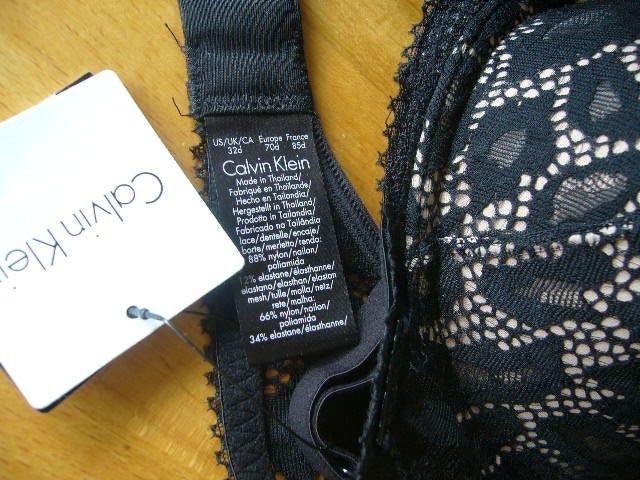 US/UK/CA Europe France
32d 70d 85d
Calvin Klein
Made in Thailand/
Fabriqué en Thaïlande/
Hecho en Tailandia/
Hergestellt in Thailand/
Prodotto in Tailandia/
Fabricado na Tailândia
lace/dentelle/encaje/
borte/merletto/renda:
88% nylon/nailon/
poliamida
12% elastane/élasthanne/
elastano/elasthan/elastan
mesh/tulle/molla/netz/
rete/malha:
66% nylon/nailon/
poliamida
34% elastane/élasthanne/
Calvin Klein